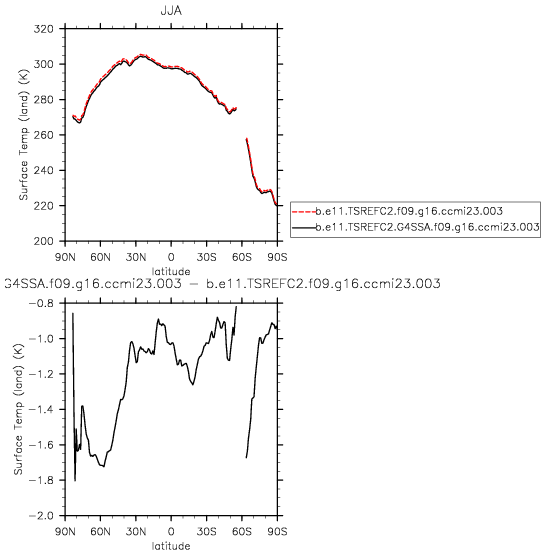 JJA
Surface Temp (land) (K)
320
300
280
260
240
220
200
90N 60N 30N 0 30S 60S 90S
latitude
b.e11.TSREFC2.f09.g16.ccmi23.003
b.e11.TSREFC2.G4SSA.f09.g16.ccmi23.003
G4SSA.f09.g16.ccmi23.003 − b.e11.TSREFC2.f09.g16.ccmi23.003
Surface Temp (land) (K)
−0.8
−1.0
−1.2
−1.4
−1.6
−1.8
−2.0
90N 60N 30N 0 30S 60S 90S
latitude